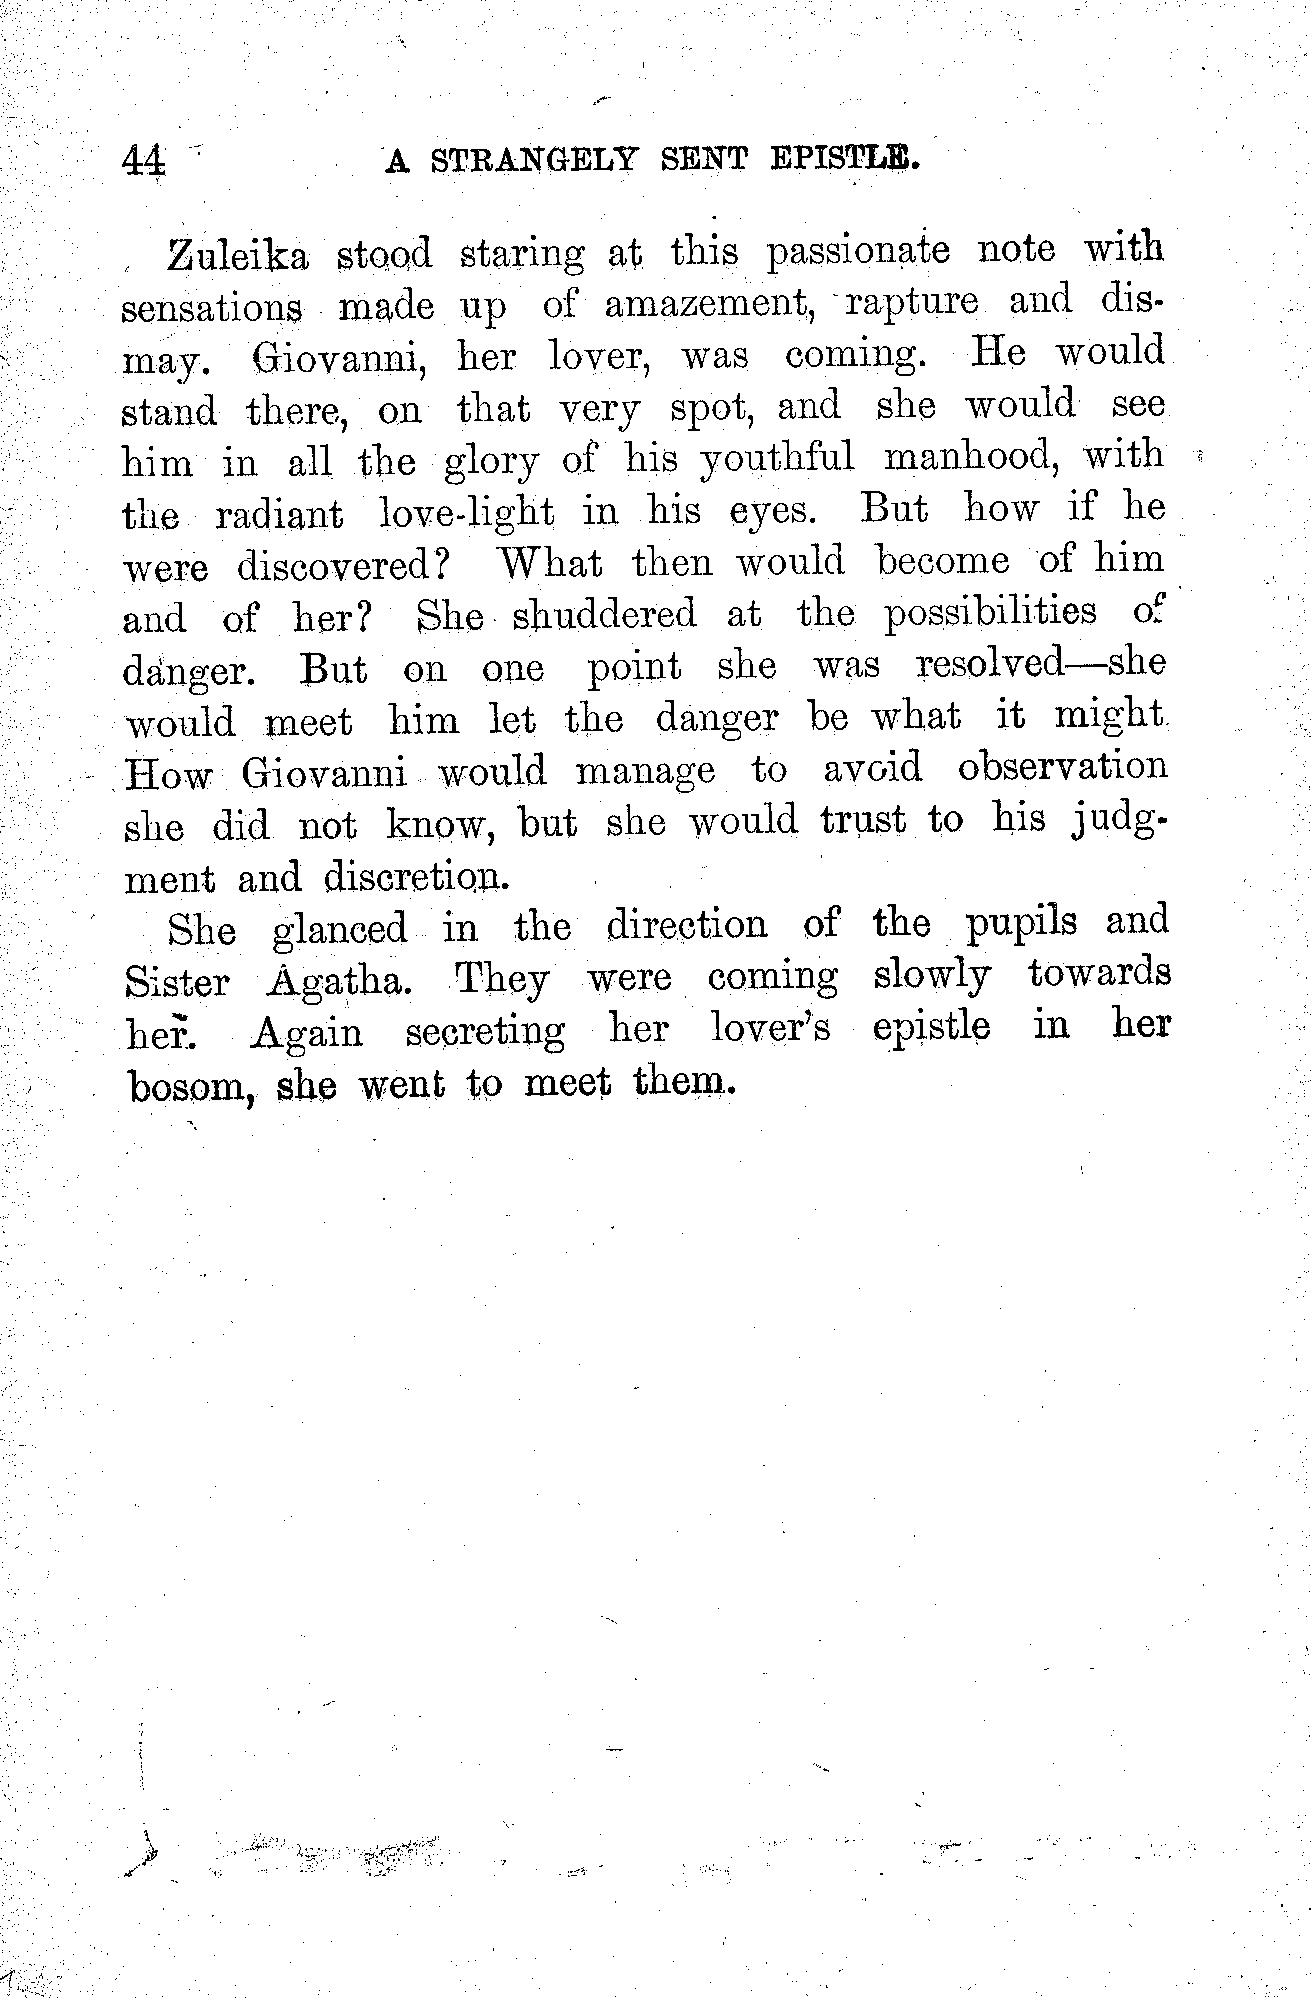 44 A STRANGELY SENT EPISTLE.
Zuleika stood staring at this passionate note with
sensations made up of amazement, rapture and dis-
may. Giovanni, her lover, was coming. He would
stand there, on that very spot, and she would see
him in all the glory of his youthful manhood, with
the radiant love-light in his eyes. But how if he
were discovered? What then would become of him
and of her? She shuddered at the possibilities of
danger. But on one point she was resolved—she
would meet him let the danger be what it might
How Giovanni would manage to avoid observation
she did not know, but she would trust to his judg-
ment and discretion.
She glanced in the direction of the pupils and
Sister Agatha. They were coming slowly towards
her. Again secreting her lover's epistle in her
bosom, she went to meet them.